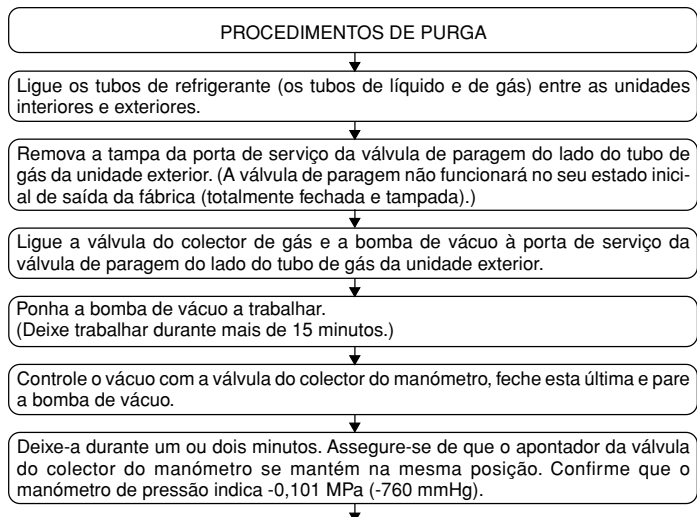 PROCEDIMENTOS DE PURGA
Ligue os tubos de refrigerante (os tubos de líquido e de gás) entre as unidades
interiores e exteriores.
Remova a tampa da porta de serviço da válvula de paragem do lado do tubo de
gás da unidade exterior. (A válvula de paragem não funcionará no seu estado inici-
al de saída da fábrica (totalmente fechada e tampada).)
Ligue a válvula do colector de gás e a bomba de vácuo à porta de serviço da
válvula de paragem do lado do tubo de gás da unidade exterior.
Ponha a bomba de vácuo a trabalhar.
(Deixe trabalhar durante mais de 15 minutos.)
Controle o vácuo com a válvula do colector do manómetro, feche esta última e pare
a bomba de vácuo.
Deixe-a durante um ou dois minutos. Assegure-se de que o apontador da válvula
do colector do manómetro se mantém na mesma posição. Confirme que o
manómetro de pressão indica -0,101 MPa (-760 mmHg).